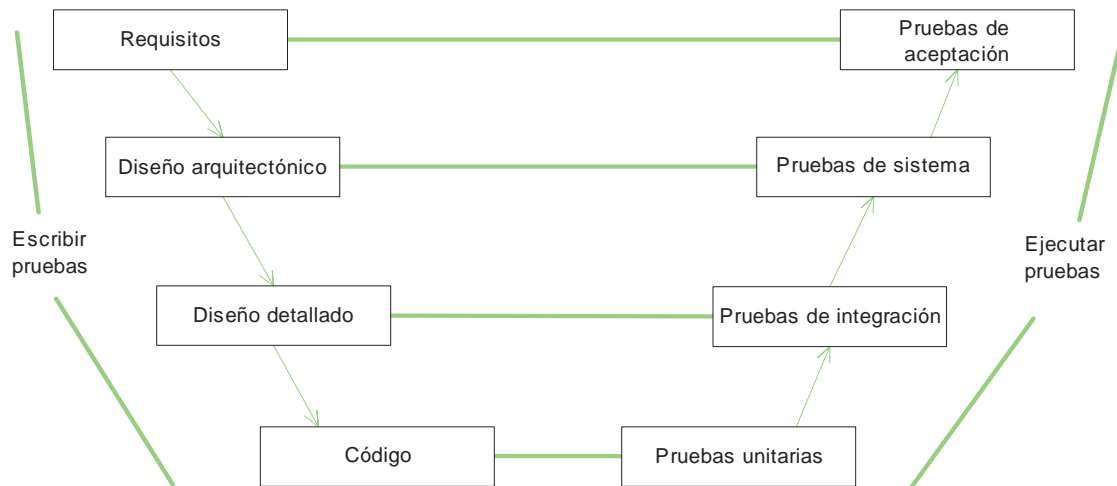 Requisitos
Pruebas de
aceptación
Diseño arquitectónico
Pruebas de sistema
Escribir
pruebas
Ejecutar
pruebas
Diseño detallado
Pruebas de integración
Código
Pruebas unitarias